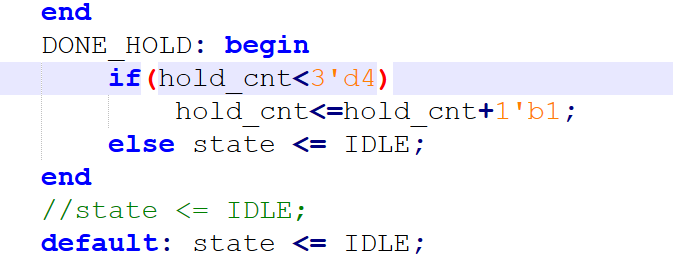 end
DONE_HOLD: begin
if(hold_cnt<3'd4)
hold_cnt<=hold_cnt+1'b1;
else state <= IDLE;
end
//state <= IDLE;
default: state <= IDLE;